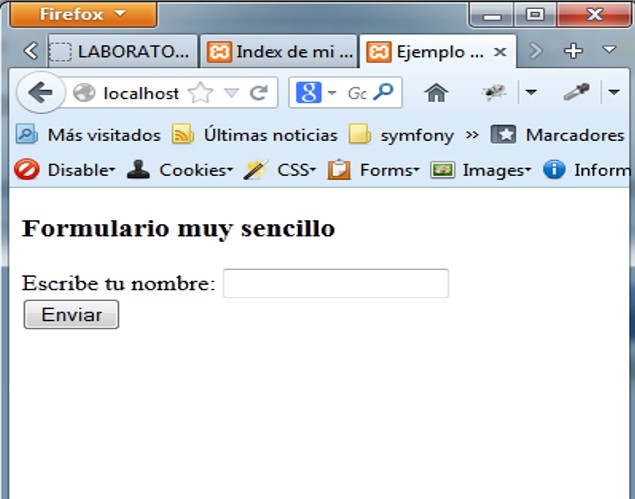 Firefox
LABORATO... Index de mi ... Ejemplo ...
localhost
Más visitados Últimas noticias symfony » Marcadores
Disable Cookies CSS Forms Images Inform
Formulario muy sencillo
Escribe tu nombre:
Enviar